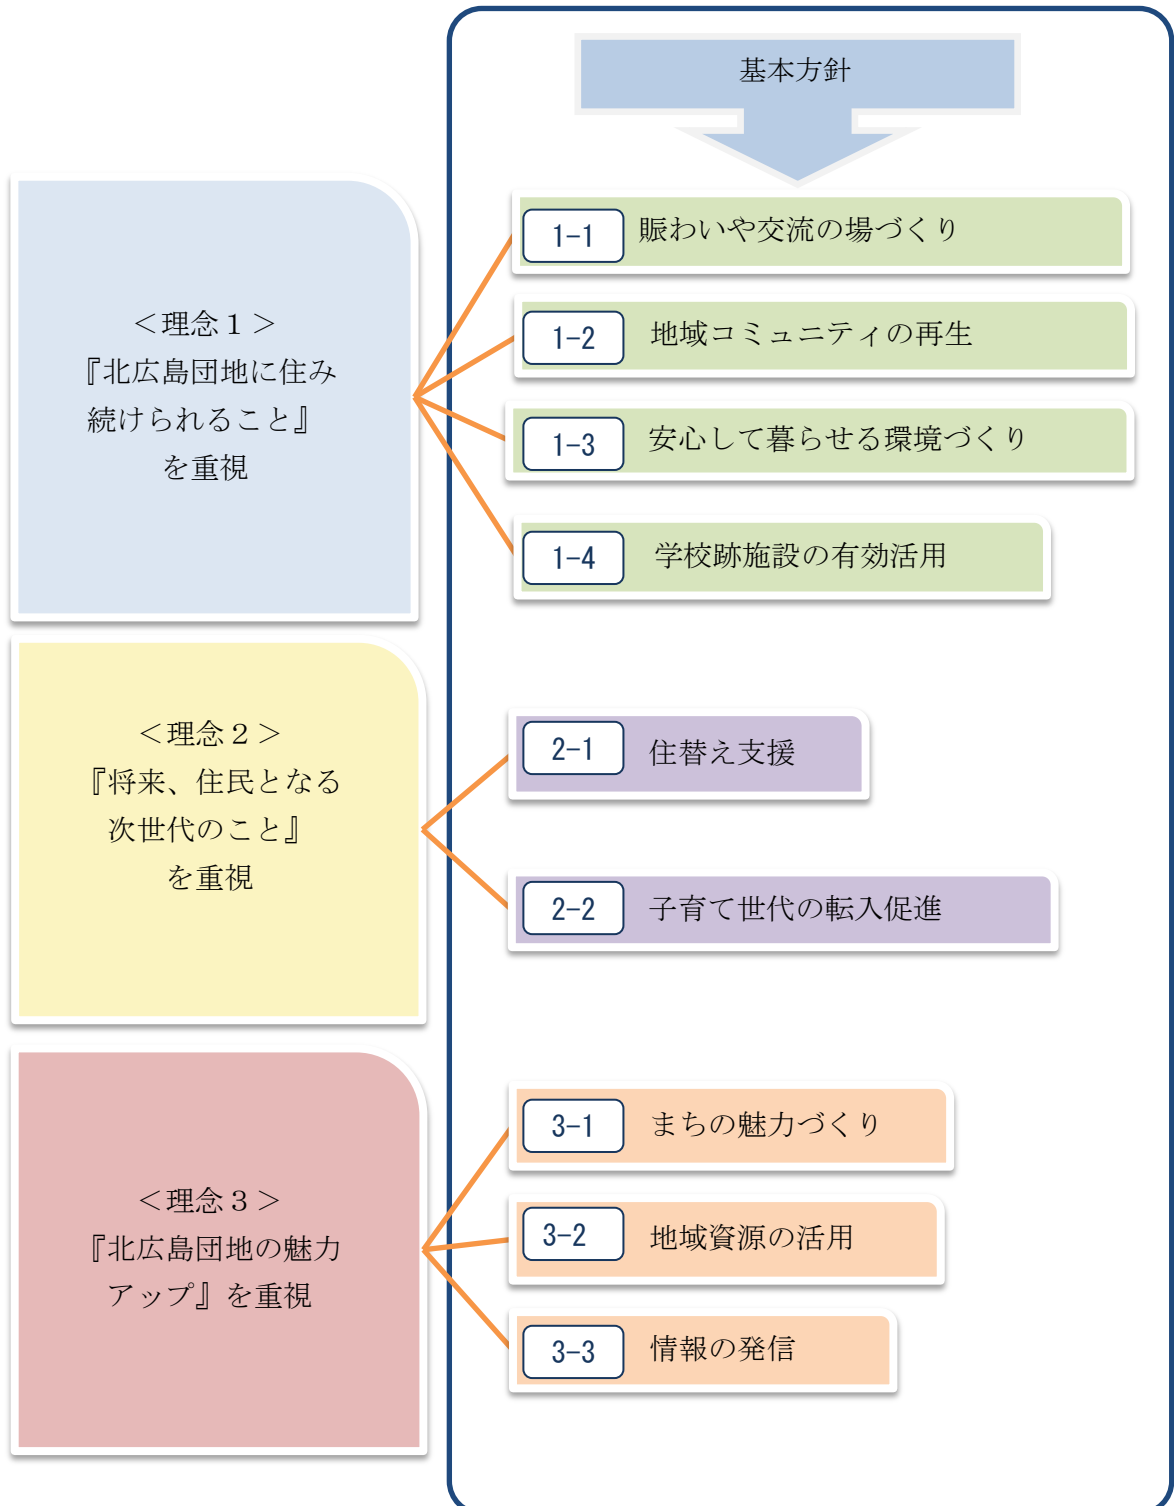 基本方針
＜理念１＞
『北広島団地に住み
続けられること』
を重視
1-1 賑わいや交流の場づくり
1-2 地域コミュニティの再生
1-3 安心して暮らせる環境づくり
1-4 学校跡施設の有効活用
＜理念２＞
『将来、住民となる
次世代のこと』
を重視
2-1 住替え支援
2-2 子育て世代の転入促進
＜理念３＞
『北広島団地の魅力
アップ』を重視
3-1 まちの魅力づくり
3-2 地域資源の活用
3-3 情報の発信